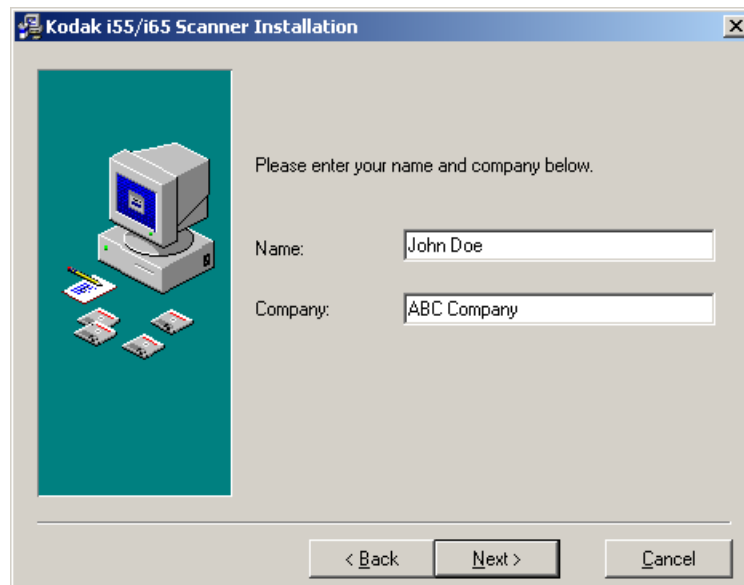 Kodak i55/i65 Scanner Installation
Please enter your name and company below.
Name: John Doe
Company: ABC Company
< Back Next > Cancel